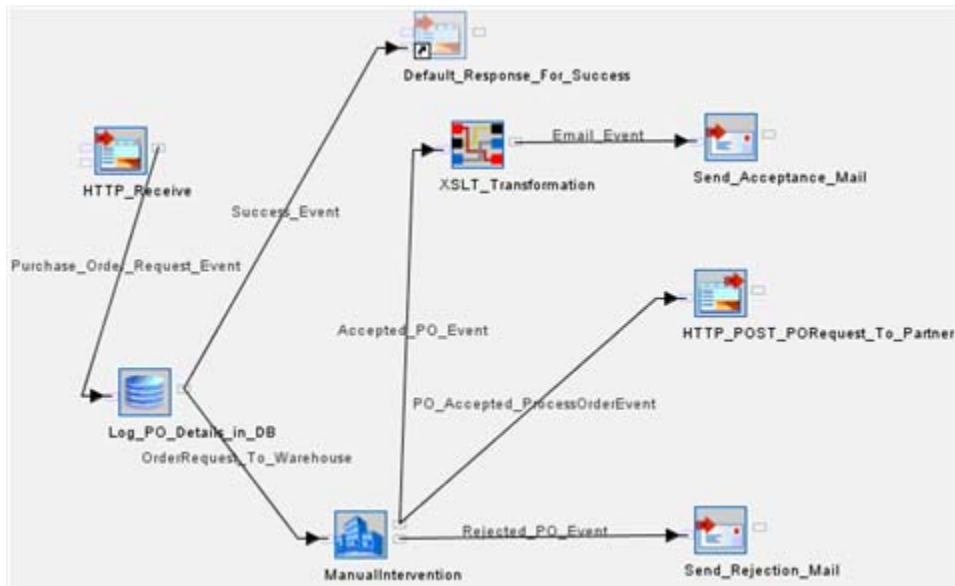 Default_Response_For_Success
Email_Event
HTTP_Receive
XSLT_Transformation
Send_Acceptance_Mail
Success_Event
Purchase_Order_Request_Event
Accepted_PO_Event
HTTP_POST_PORequest_To_Partner
PO_Accepted_ProcessOrderEvent
Log_PO_Details_in_DB
OrderRequest_To_Warehouse
Rejected_PO_Event
ManualIntervention
Send_Rejection_Mail